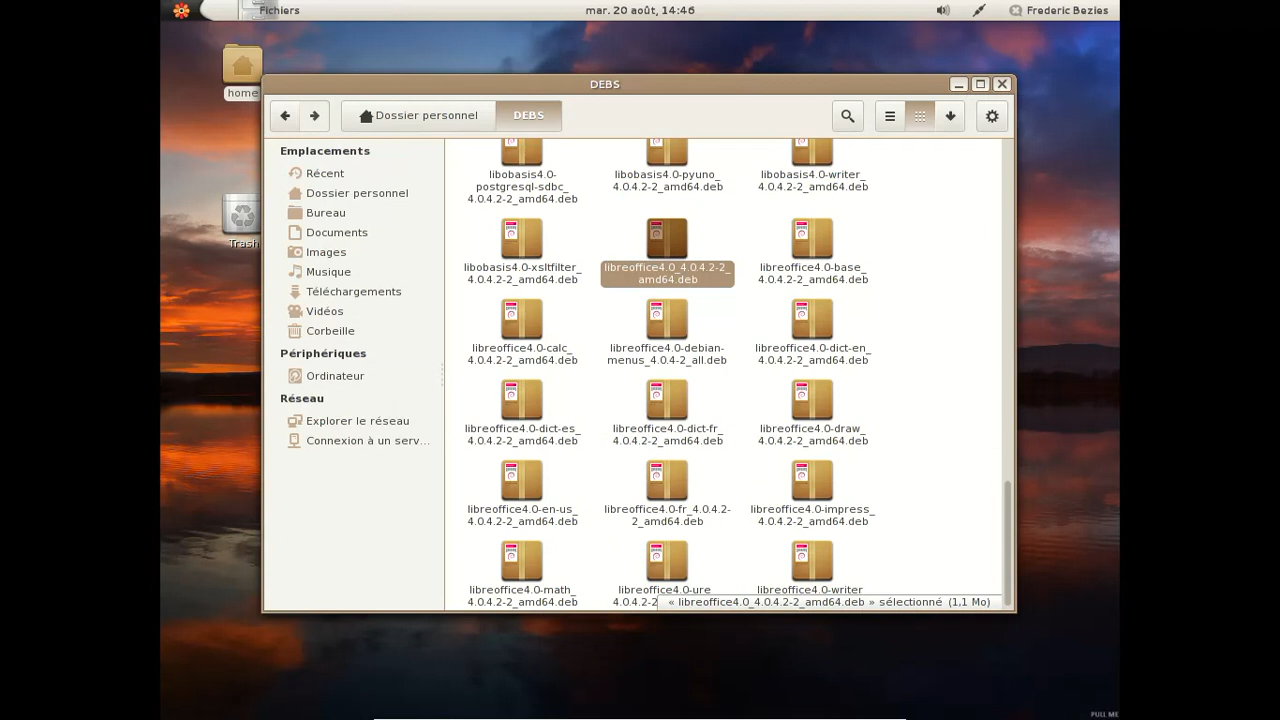 Fichiers
mar. 20 août, 14:46
Frederic Bezies
home
Trash
DEBS
Dossier personnel
DEBS
Emplacements
Récent
Dossier personnel
Bureau
Documents
Images
Musique
Téléchargements
Vidéos
Corbeille
Périphériques
Ordinateur
Réseau
Explorer le réseau
Connexion à un serv...
libobasis4.0-
postgresql-sdbc_
4.0.4.2-2_amd64.deb
libobasis4.0-pyuno_
4.0.4.2-2_amd64.deb
libobasis4.0-writer_
4.0.4.2-2_amd64.deb
libobasis4.0-xsltfilter_
4.0.4.2-2_amd64.deb
libreoffice4.0_4.0.4.2-2_
amd64.deb
libreoffice4.0-base_
4.0.4.2-2_amd64.deb
libreoffice4.0-calc_
4.0.4.2-2_amd64.deb
libreoffice4.0-debian-
menus_4.0.4-2_all.deb
libreoffice4.0-dict-en_
4.0.4.2-2_amd64.deb
libreoffice4.0-dict-es_
4.0.4.2-2_amd64.deb
libreoffice4.0-dict-fr_
4.0.4.2-2_amd64.deb
libreoffice4.0-draw_
4.0.4.2-2_amd64.deb
libreoffice4.0-en-us_
4.0.4.2-2_amd64.deb
libreoffice4.0-fr_4.0.4.2-
2_amd64.deb
libreoffice4.0-impress_
4.0.4.2-2_amd64.deb
libreoffice4.0-math_
4.0.4.2-2_amd64.deb
libreoffice4.0-ure
4.0.4.2-2
libreoffice4.0-writer
« libreoffice4.0_4.0.4.2-2_amd64.deb » sélectionné (1,1 Mo)
PULL ME